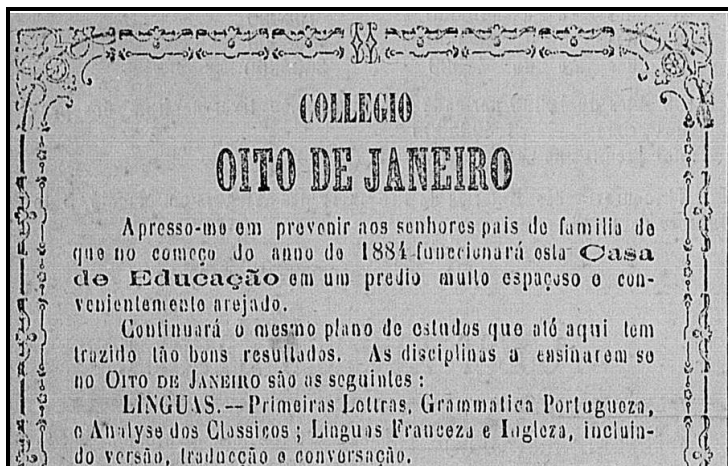 COLLEGIO
OITO DE JANEIRO
Apresso-me em prevenir aos senhores pais de familia de
que no começo do anno de 1884 funccionará esta Casa
de Educação em um predio muito espaçoso e con-
venientemente arejado.
Continuará o mesmo plano de estudos que até aqui tem
trazido tão bons resultados. As disciplinas a ensinarem se
no OITO DE JANEIRO são as seguintes :
LINGUAS.—Primeiras Lettras, Grammatica Portugueza,
e Analyse dos Classicos ; Linguas Franceza e Ingleza, incluin-
do versão, traducção e conversação.